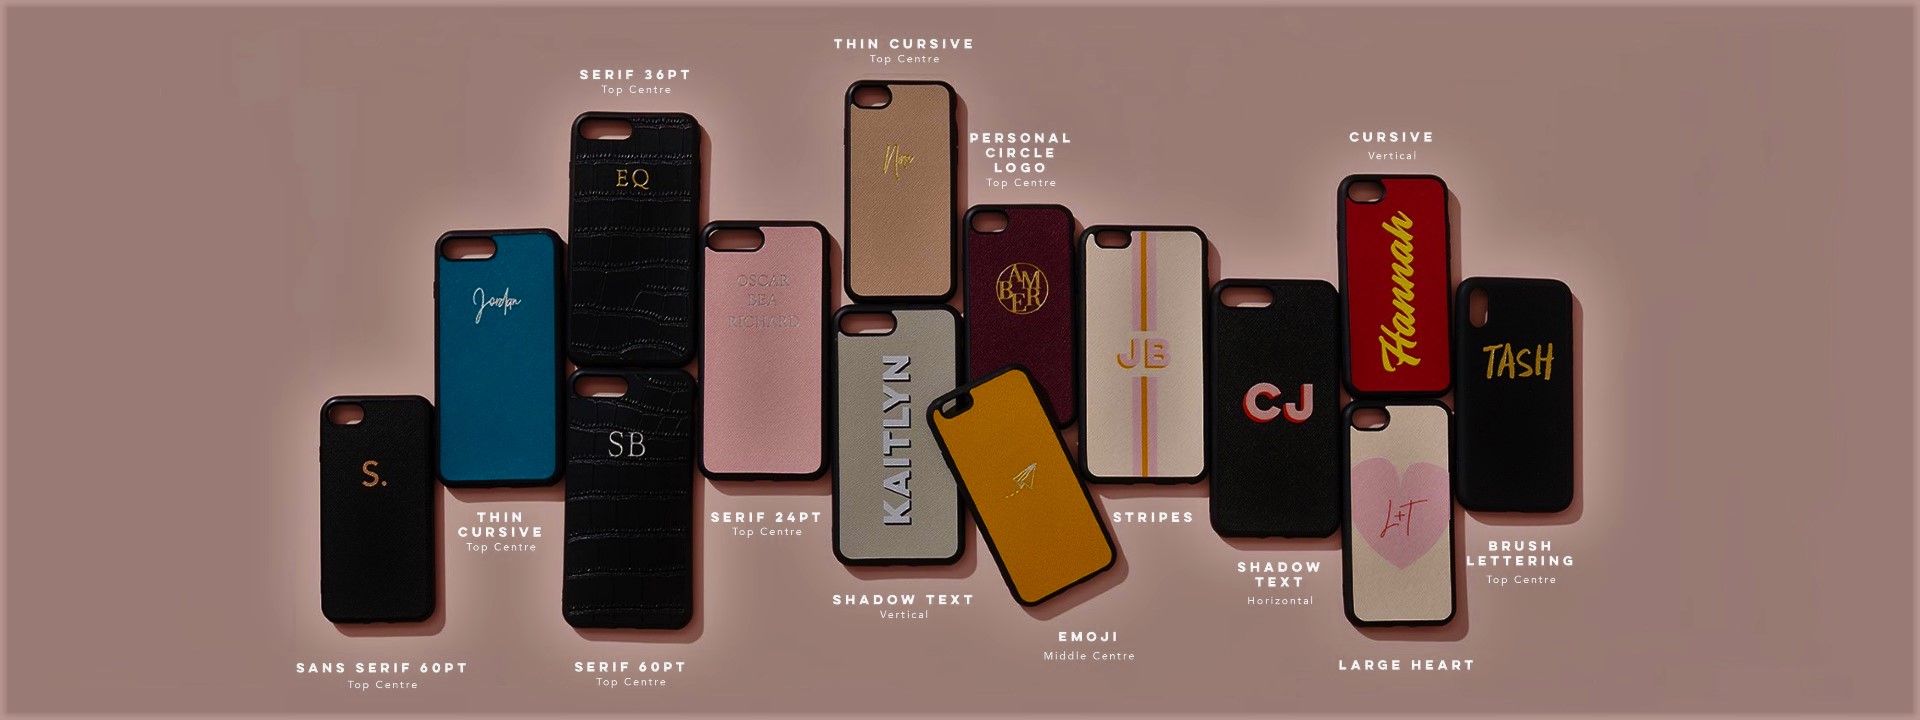 THIN CURSIVE
Top Centre
SERIF 36PT
Top Centre
PERSONAL
CIRCLE
LOGO
Top Centre
CURSIVE
Vertical
EQ
AMBER
Hannah
Jordan
OSCAR
BEA
RICHARD
JB
TASH
KAITLYN
CJ
SB
S.
L+T
THIN
CURSIVE
Top Centre
SERIF 24PT
Top Centre
STRIPES
BRUSH
LETTERING
Top Centre
SHADOW
TEXT
Horizontal
SHADOW TEXT
Vertical
EMOJI
Middle Centre
SANS SERIF 60PT
Top Centre
SERIF 60PT
Top Centre
LARGE HEART